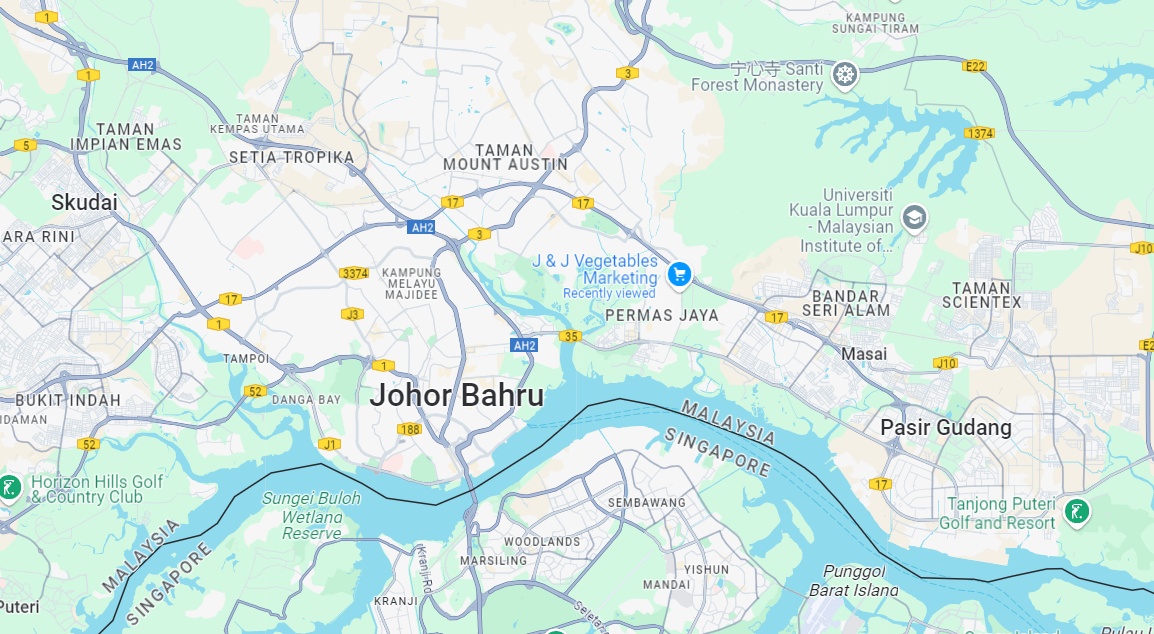 1
KAMPUNG
SUNGAI TIRAM
AH2
1
3
宁心寺 Santi
Forest Monastery
E22
TAMAN
KEMPAS UTAMA
TAMAN
IMPIAN EMAS
5
SETIA TROPIKA
TAMAN
MOUNT AUSTIN
1374
Skudai
17
17
Universiti
Kuala Lumpur
- Malaysian
Institute of...
ARA RINI
AH2
3
J10
J & J Vegetables
Marketing
Recently viewed
3374
KAMPUNG
MELAYU
MAJIDEE
17
J3
1
TAMAN
SCIENTEX
BANDAR
SERI ALAM
PERMAS JAYA
17
35
AH2
E2
TAMPOI
1
Masai
J10
52
BUKIT INDAH
DANGA BAY
Johor Bahru
IDAMAN
188
MALAYSIA
SINGAPORE
Pasir Gudang
52
J1
Horizon Hills Golf
& Country Club
Sungei Buloh
Wetland
Reserve
17
SEMBAWANG
Tanjong Puteri
Golf and Resort
MALAYSIA
SINGAPORE
WOODLANDS
MARSILING
Kranji Rd
YISHUN
MANDAI
Punggol
Barat Island
Puteri
KRANJI
Seletar
Pulau U